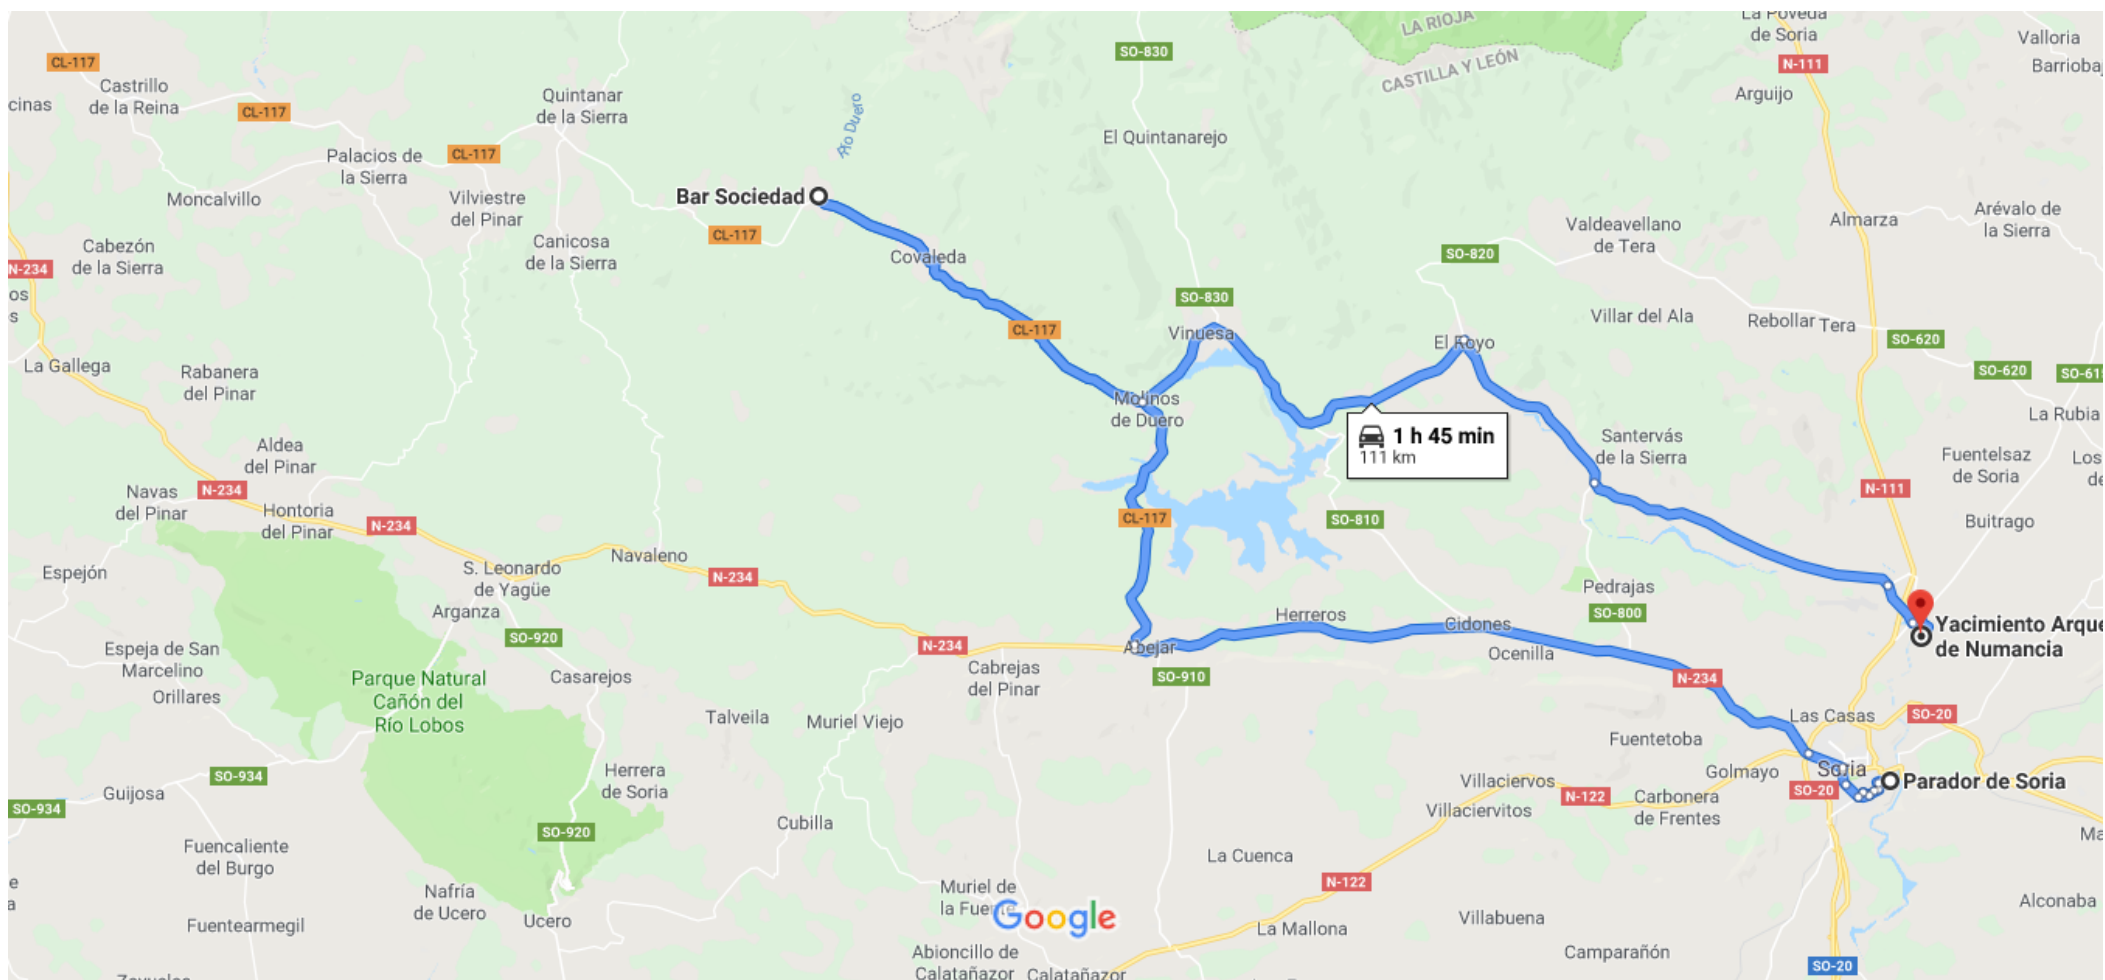 LA RIOJA
CASTILLA Y LEÓN
La Poveda
de Soria
Valloria
Barrioba
SO-830
N-111
Arguijo
CL-117
Castrillo
de la Reina
cinas
CL-117
Quintanar
de la Sierra
Río Duero
El Quintanarejo
Palacios de
la Sierra
CL-117
Moncalvillo
Vilviestre
del Pinar
Bar Sociedad
CL-117
Canicosa
de la Sierra
Cabezón
de la Sierra
N-234
os
s
Covaleda
Valdeavellano
de Tera
SO-820
Almarza
Arévalo de
la Sierra
SO-830
Vinuesa
CL-117
El Royo
Villar del Ala
Rebollar
Tera
SO-620
SO-620
SO-615
La Gallega
Rabanera
del Pinar
Molinos
de Duero
1 h 45 min
111 km
La Rubia
Santervás
de la Sierra
Fuentelsaz
de Soria
Los
de
Aldea
del Pinar
N-234
Navas
del Pinar
Hontoria
del Pinar
N-234
CL-117
SO-810
N-111
Buitrago
Espejón
S. Leonardo
de Yagüe
Navaleno
N-234
Pedrajas
SO-800
Arganza
SO-920
Herreros
Cidones
Ocenilla
Yacimiento Arque
de Numancia
N-234
Abejar
SO-910
Cabrejas
del Pinar
N-234
Espeja de San
Marcelino
Orillares
Parque Natural
Cañón del
Río Lobos
Casarejos
Talveila
Muriel Viejo
Las Casas
SO-20
Fuentetoba
Golmayo
Soria
Parador de Soria
SO-20
SO-934
Guijosa
SO-934
Herrera
de Soria
Villaciervos
Villaciervitos
N-122
Carbonera
de Frentes
Ma
SO-920
Cubilla
Fuencaliente
del Burgo
La Cuenca
N-122
e
a
Nafría
de Ucero
Ucero
Muriel de
la Fuente
Google
Fuentearmegil
La Mallona
Villabuena
Alconaba
Abioncillo de
Calatañazor
Calatañazor
Camparañón
SO-20